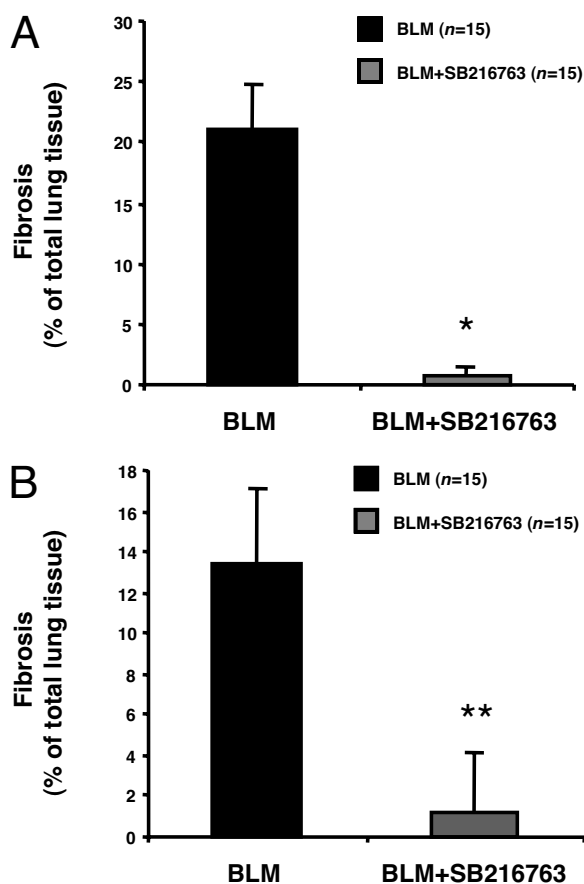 A
Fibrosis
(% of total lung tissue)
30
25
20
15
10
5
0
BLM (n=15)
BLM+SB216763 (n=15)
*
BLM
BLM+SB216763
B
Fibrosis
(% of total lung tissue)
18
16
14
12
10
8
6
4
2
0
BLM (n=15)
BLM+SB216763 (n=15)
**
BLM
BLM+SB216763